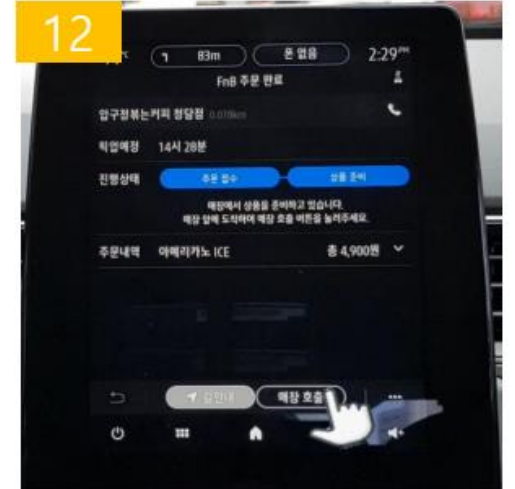 12
83m
폰 없음
2:29 PM
FnB 주문 완료
압구정볶는커피 청담점 0.078km
픽업예정 14시 28분
진행상태 주문 접수 상품 준비
매장에서 상품을 준비하고 있습니다.
매장 앞에 도착하여 매장 호출 버튼을 눌러주세요.
주문내역 아메리카노 ICE 총 4,900원
길안내 매장 호출